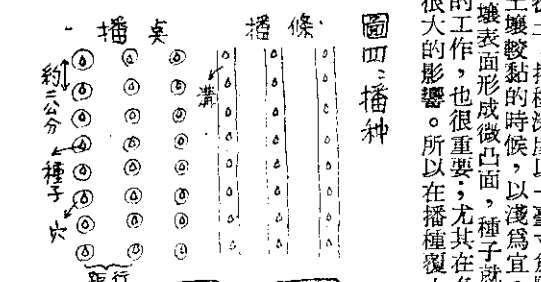 土壤較黏的時候，以淺爲宜。
壤表面形成微凸面，種子就
的工作，也很重要；尤其在
很大的影響。所以在播種覆
圖四：播种
條播
溝
奌播
約二公分
種子
穴
行距